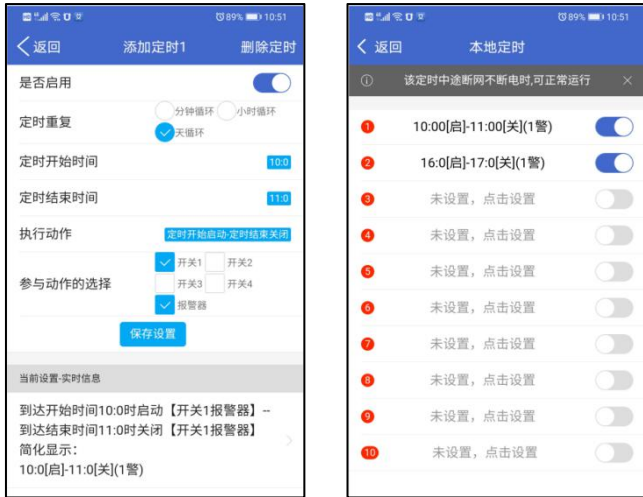 89% 10:51
返回 添加定时1 删除定时
是否启用
定时重复 分钟循环 小时循环
天循环
定时开始时间 10:0
定时结束时间 11:0
执行动作 定时开始启动-定时结束关闭
参与动作的选择 开关1 开关2
开关3 开关4
报警器
保存设置
当前设置-实时信息
到达开始时间10:0时启动【开关1报警器】--
到达结束时间11:0时关闭【开关1报警器】
简化显示:
10:0[启]-11:0[关](1警)
89% 10:51
返回 本地定时
该定时中途断网不断电时,可正常运行
1 10:00[启]-11:00[关](1警)
2 16:0[启]-17:0[关](1警)
3 未设置，点击设置
4 未设置，点击设置
5 未设置，点击设置
6 未设置，点击设置
7 未设置，点击设置
8 未设置，点击设置
9 未设置，点击设置
10 未设置，点击设置